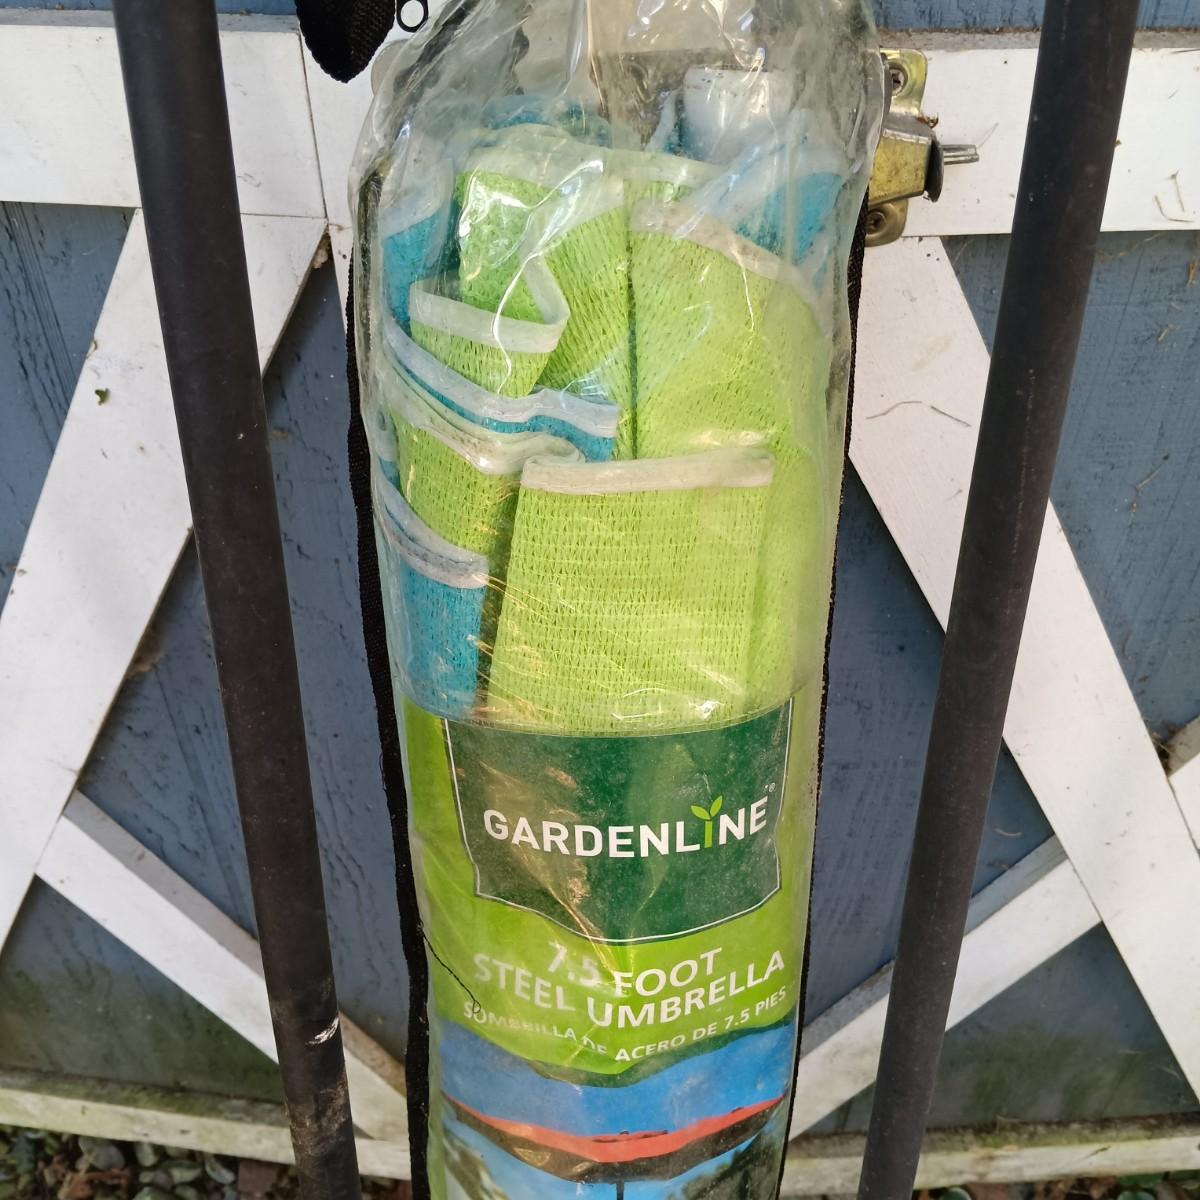 GARDENLINE®
7.5 FOOT
STEEL UMBRELLA
SOMBRILLA DE ACERO DE 7.5 PIES